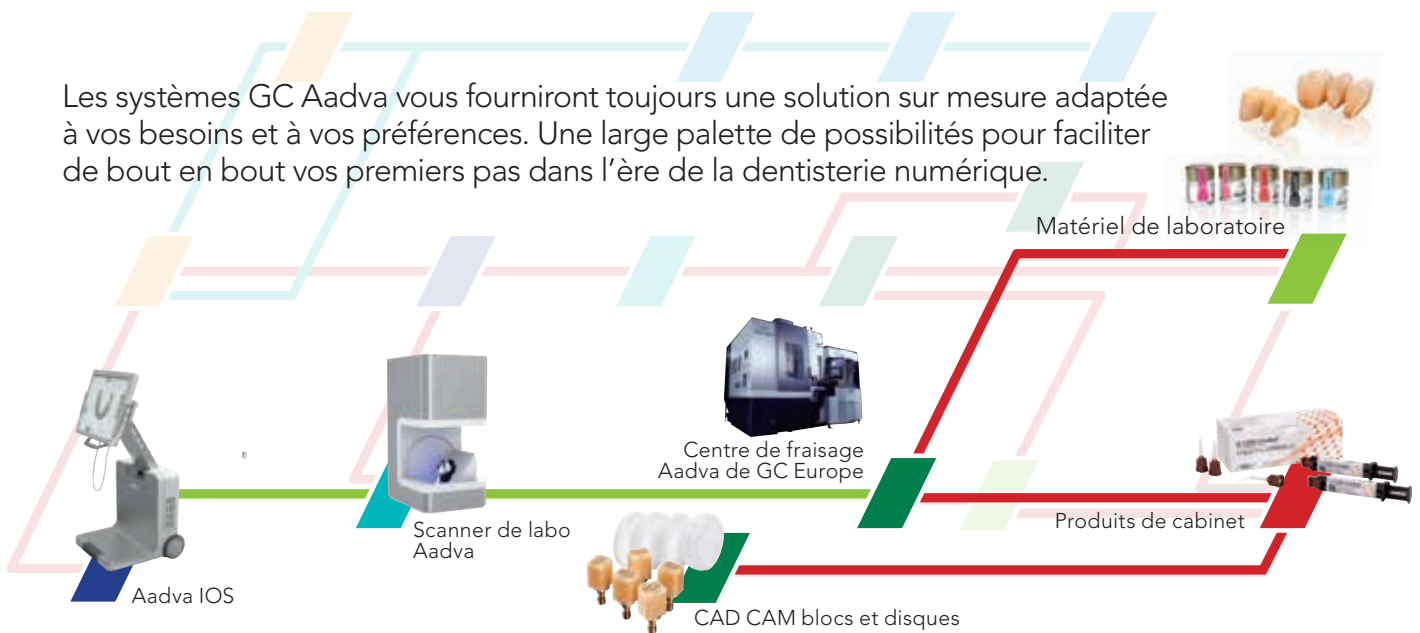 Les systèmes GC Aadva vous fourniront toujours une solution sur mesure adaptée
à vos besoins et à vos préférences. Une large palette de possibilités pour faciliter
de bout en bout vos premiers pas dans l'ère de la dentisterie numérique.
Matériel de laboratoire
Centre de fraisage
Aadva de GC Europe
Produits de cabinet
Scanner de labo
Aadva
Aadva IOS
CAD CAM blocs et disques